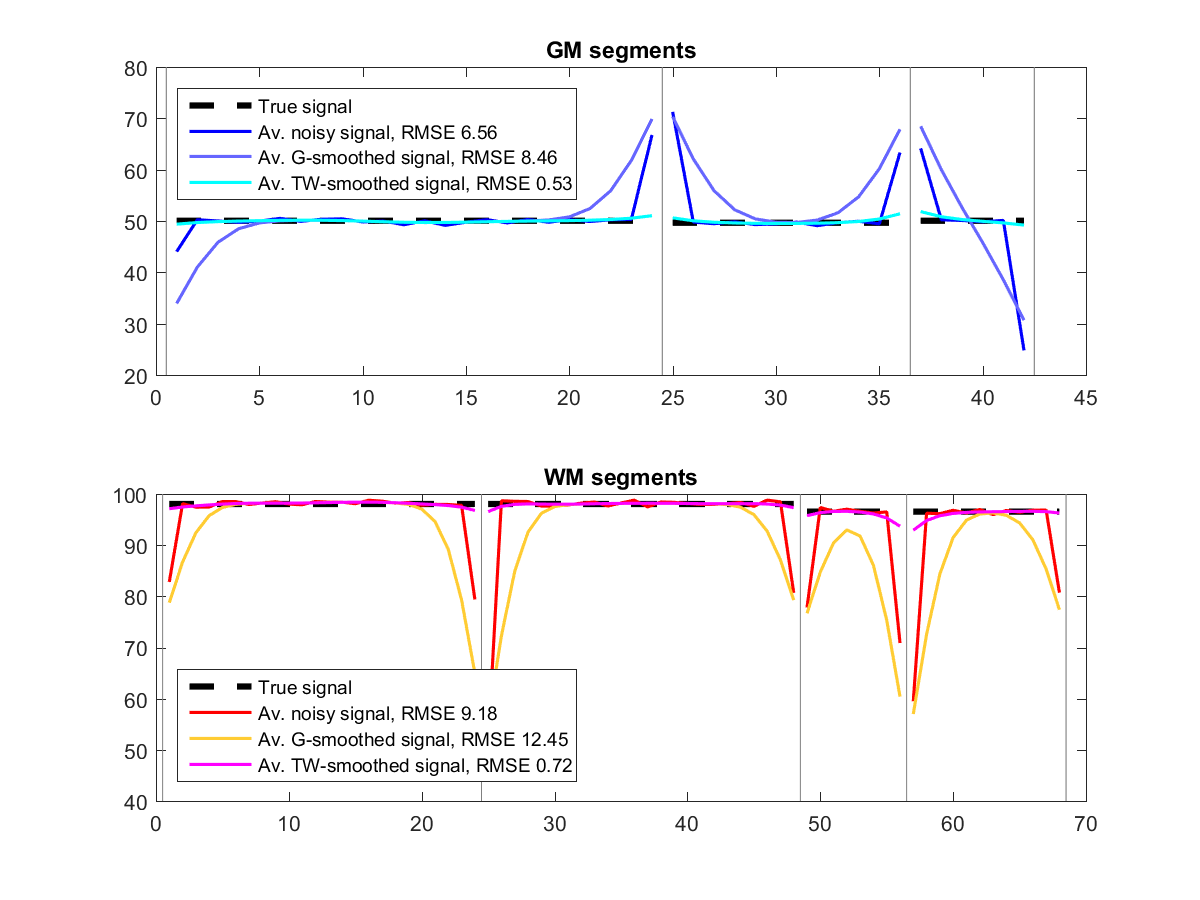 GM segments
80
70
60
50
40
30
20
True signal
Av. noisy signal, RMSE 6.56
Av. G-smoothed signal, RMSE 8.46
Av. TW-smoothed signal, RMSE 0.53
0 5 10 15 20 25 30 35 40 45
WM segments
100
90
80
70
60
50
40
True signal
Av. noisy signal, RMSE 9.18
Av. G-smoothed signal, RMSE 12.45
Av. TW-smoothed signal, RMSE 0.72
0 10 20 30 40 50 60 70